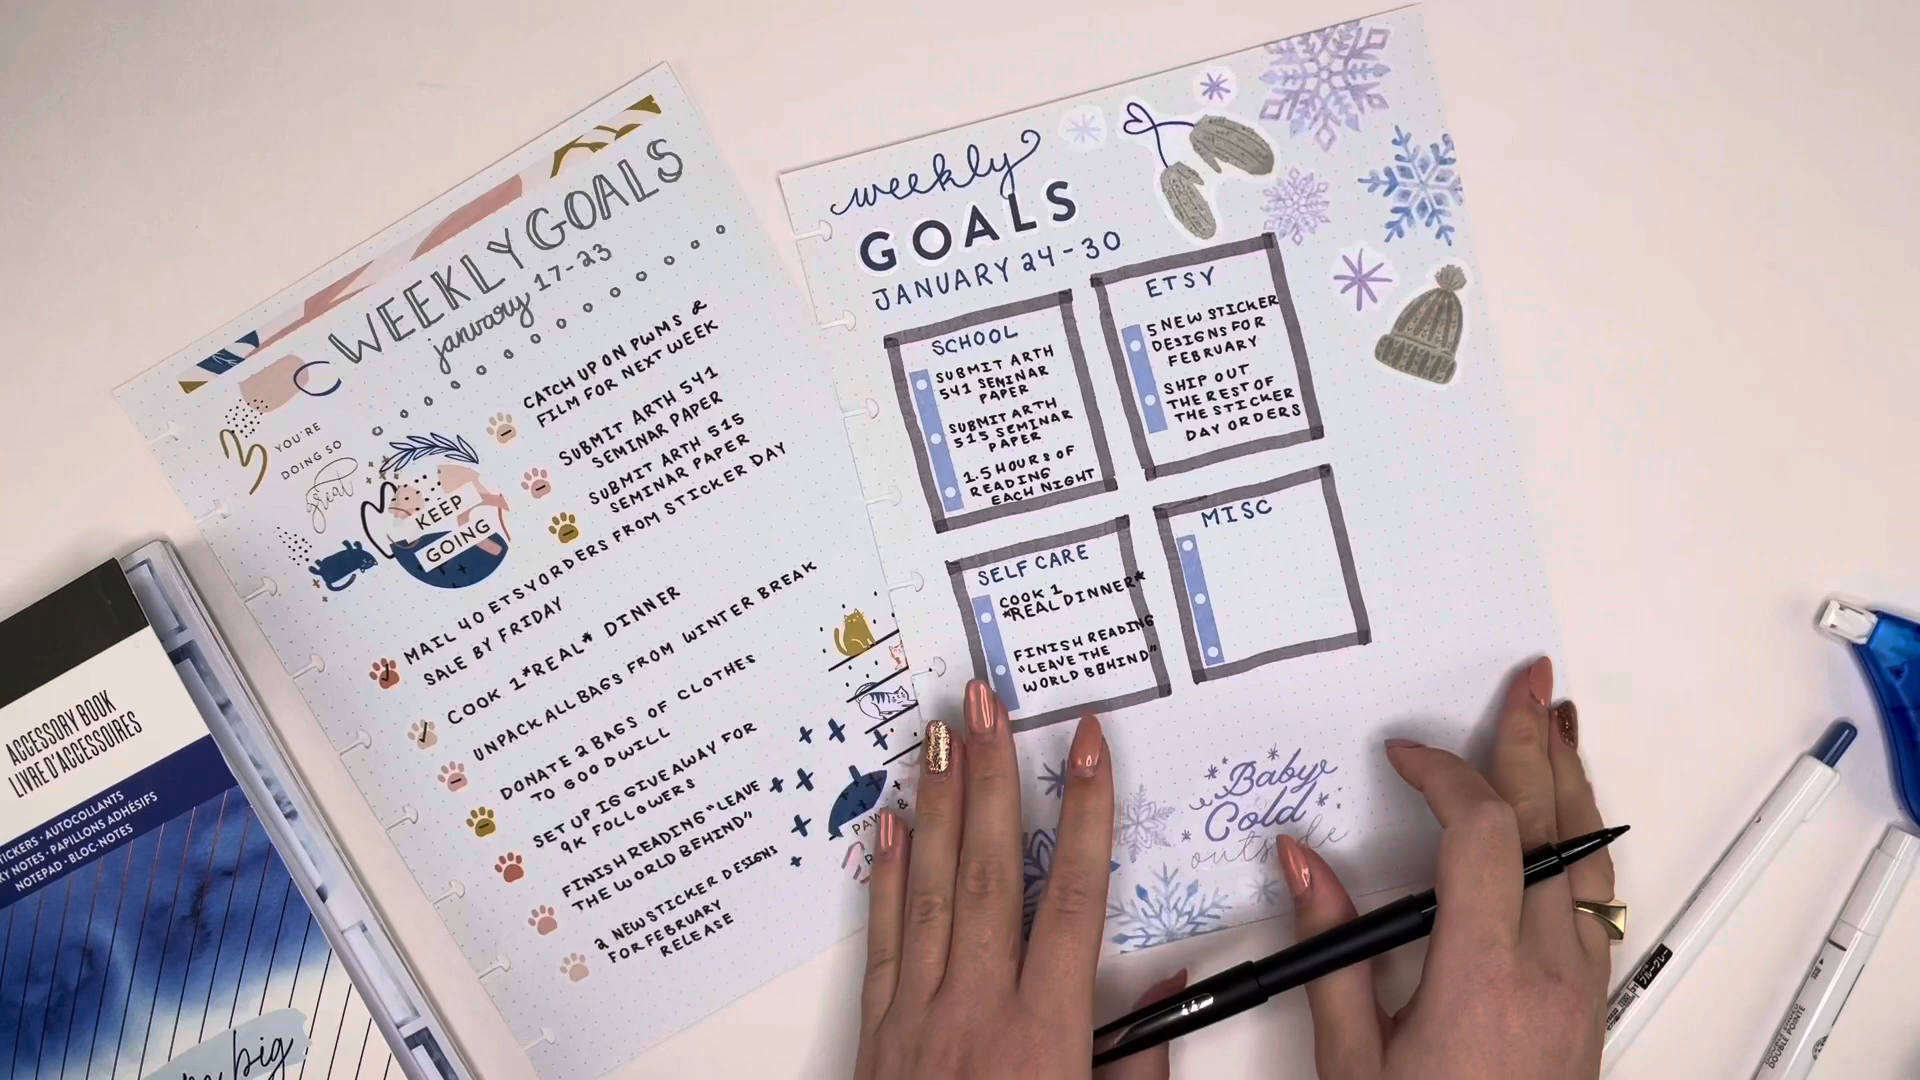 WEEKLY GOALS
january 17-23
YOU'RE
DOING SO
great
KEEP
GOING
CATCH UP ON PWMS &
FILM FOR NEXT WEEK
SUBMIT ARTH 541
SEMINAR PAPER
SUBMIT ARTH 515
SEMINAR PAPER
MAIL 40 ETSY ORDERS FROM STICKER DAY
SALE BY FRIDAY
COOK 1 *REAL* DINNER
UNPACK ALL BAGS FROM WINTER BREAK
DONATE 2 BAGS OF CLOTHES
TO GOODWILL
SET UP IG GIVEAWAY FOR
9K FOLLOWERS
FINISH READING "LEAVE
THE WORLD BEHIND"
2 NEW STICKER DESIGNS
FOR FEBRUARY
RELEASE
&
weekly
GOALS
JANUARY 24-30
SCHOOL
SUBMIT ARTH
541 SEMINAR
PAPER
SUBMIT ARTH
515 SEMINAR
PAPER
1.5 HOURS OF
READING
EACH NIGHT
ETSY
5 NEW STICKER
DESIGNS FOR
FEBRUARY
SHIP OUT
THE REST OF
THE STICKER
DAY ORDERS
SELF CARE
COOK 1
*REAL DINNER*
FINISH READING
"LEAVE THE
WORLD BEHIND"
MISC
Baby
Cold
outside
ACCESSORY BOOK
LIVRE D'ACCESSOIRES
STICKERS · AUTOCOLLANTS
NOTES · PAPILLONS ADHÉSIFS
NOTEPAD · BLOC-NOTES
big